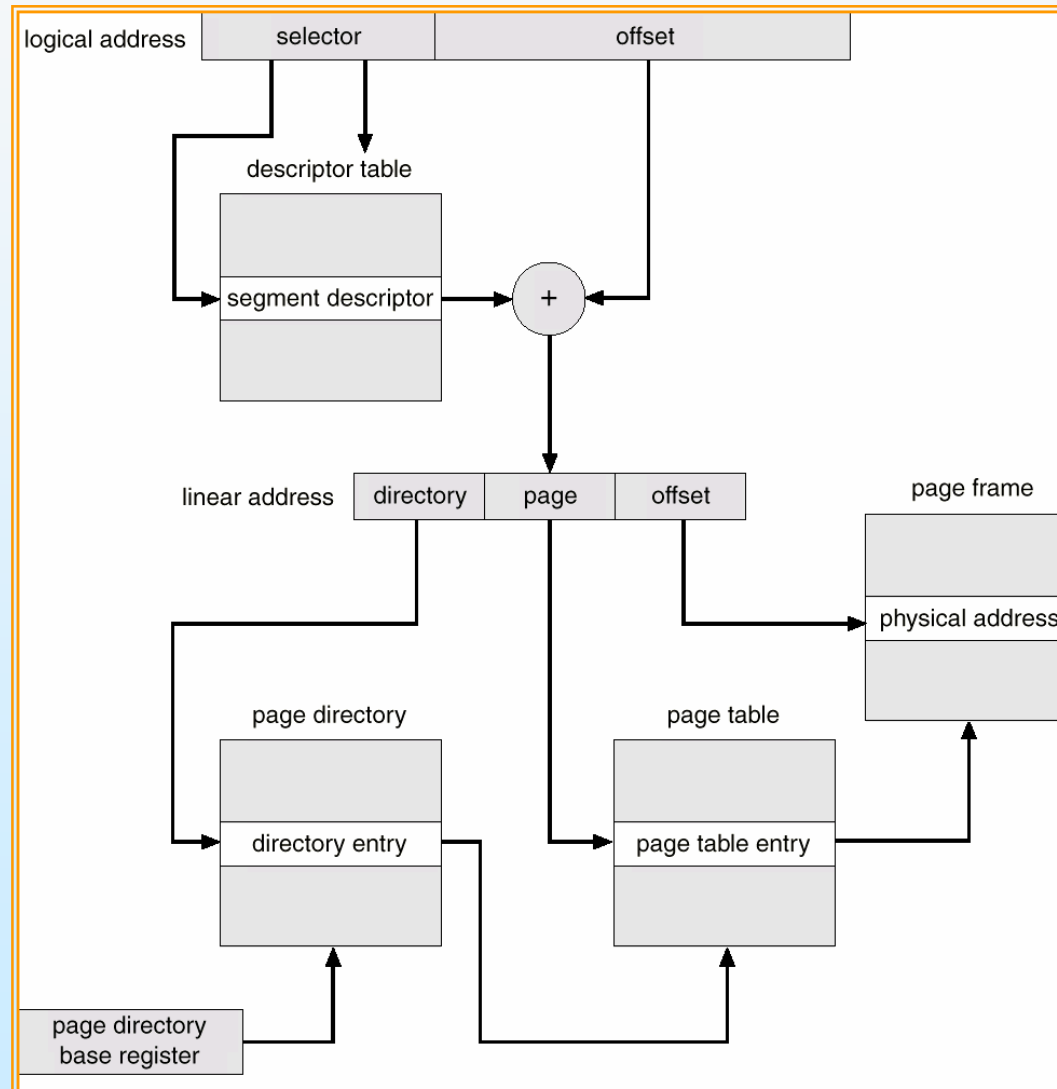 logical address
selector
offset
descriptor table
segment descriptor
+
linear address
directory
page
offset
page frame
physical address
page directory
page table
directory entry
page table entry
page directory
base register